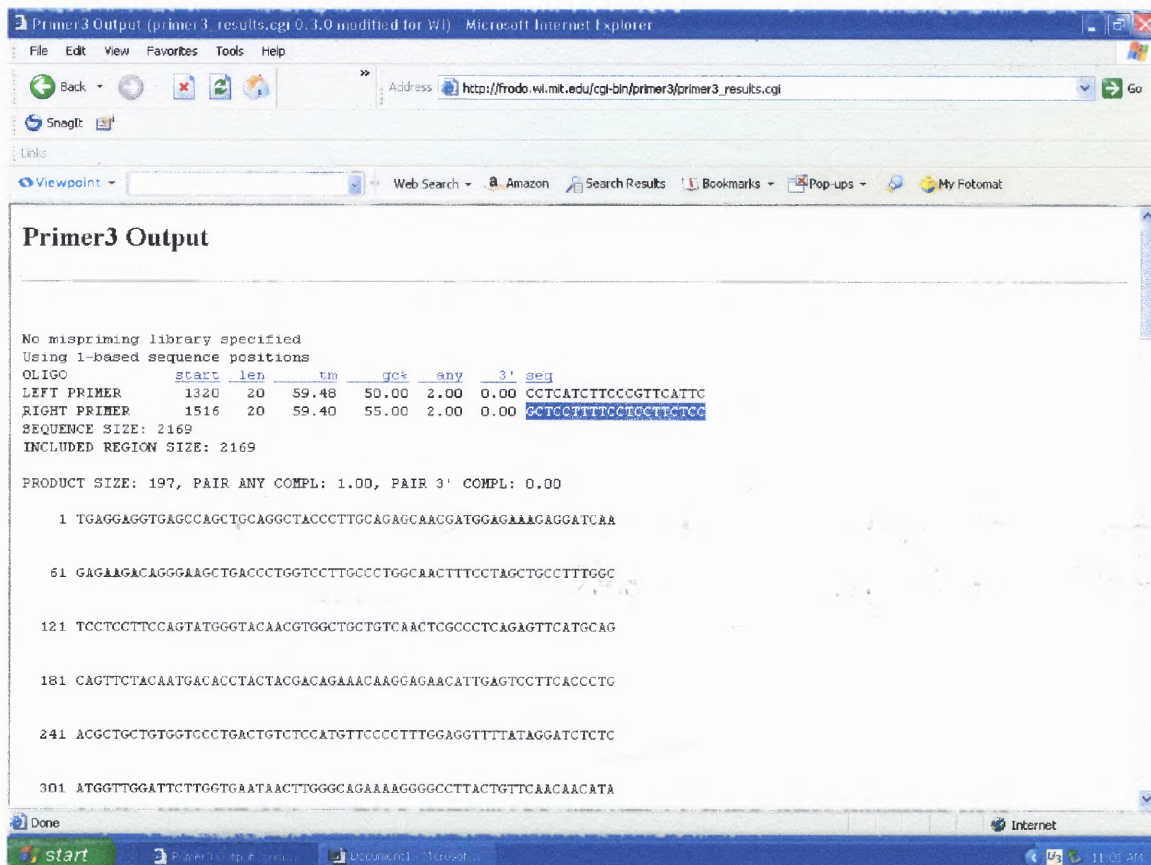 Primer3 Output (primer3_results.cgi 0.3.0 modified for WI) Microsoft Internet Explorer
File Edit View Favorites Tools Help
Back » Address http://frodo.wi.mit.edu/cgi-bin/primer3/primer3_results.cgi Go
SnagIt
Links
Viewpoint Web Search a Amazon Search Results Bookmarks Pop-ups My Fotomat
Primer3 Output
No mispriming library specified
Using 1-based sequence positions
OLIGO start len tm gc% any 3' seq
LEFT PRIMER 1320 20 59.48 50.00 2.00 0.00 CCTCATCTTCCCGTTCATTC
RIGHT PRIMER 1516 20 59.40 55.00 2.00 0.00 GCTCCTTTTCCTCCTTCTCC
SEQUENCE SIZE: 2169
INCLUDED REGION SIZE: 2169
PRODUCT SIZE: 197, PAIR ANY COMPL: 1.00, PAIR 3' COMPL: 0.00
1 TGAGGAGGTGAGCCAGCTGCAGGCTACCCTTGCAGAGCAACGATGGAGAAAGAGGATCAA
61 GAGAAGACAGGGAAGCTGACCCTGGTCCTTGCCCTGGCAACTTTCCTAGCTGCCTTTGGC
121 TCCTCCTTCCAGTATGGGTACAACGTGGCTGCTGTCAACTCGCCCTCAGAGTTCATGCAG
181 CAGTTCTACAATGACACCTACTACGACAGAAACAAGGAGAACATTGAGTCCTTCACCCTG
241 ACGCTGCTGTGGTCCCTGACTGTCTCCATGTTCCCCTTTGGAGGTTTTATAGGATCTCTC
301 ATGGTTGGATTCTTGGTGAATAACTTGGGCAGAAAAGGGGCCTTACTGTTCAACAACATA
Done Internet
start Primer3 Output Document1 - Microsoft... 11:01 AM